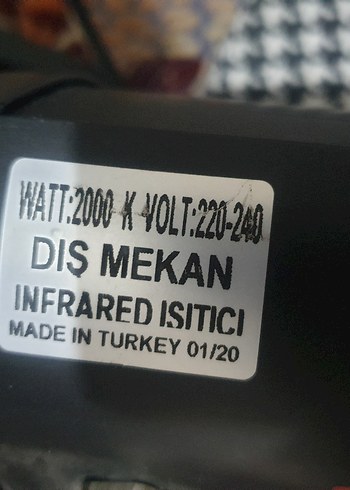 WATT:2000 K VOLT:220-240
DIŞ MEKAN
INFRARED ISITICI
MADE IN TURKEY 01/20